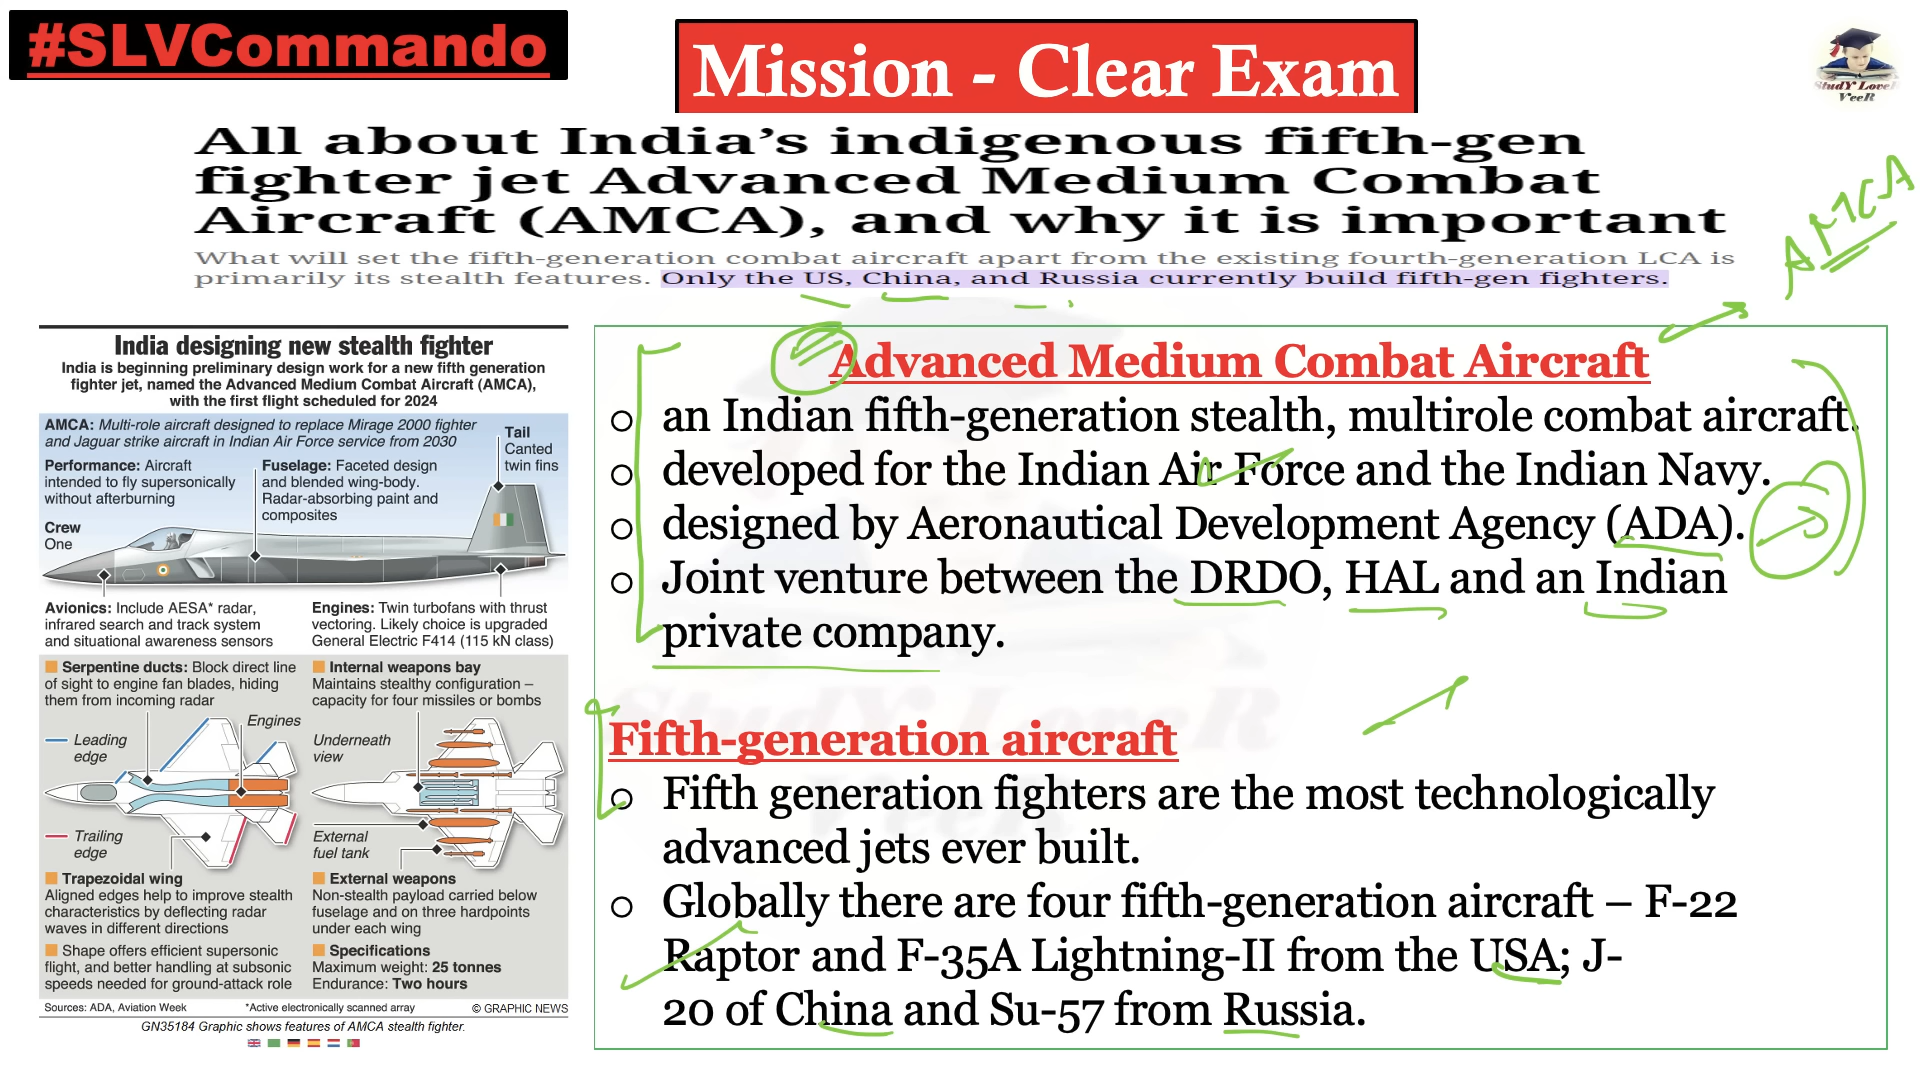 #SLVCommando
Mission - Clear Exam
StudY LoveR
VeeR
All about India's indigenous fifth-gen
fighter jet Advanced Medium Combat
Aircraft (AMCA), and why it is important
What will set the fifth-generation combat aircraft apart from the existing fourth-generation LCA is
primarily its stealth features. Only the US, China, and Russia currently build fifth-gen fighters.
AMCA
India designing new stealth fighter
India is beginning preliminary design work for a new fifth generation
fighter jet, named the Advanced Medium Combat Aircraft (AMCA),
with the first flight scheduled for 2024
AMCA: Multi-role aircraft designed to replace Mirage 2000 fighter
and Jaguar strike aircraft in Indian Air Force service from 2030
Tail
Canted
twin fins
Performance: Aircraft
intended to fly supersonically
without afterburning
Fuselage: Faceted design
and blended wing-body.
Radar-absorbing paint and
composites
Crew
One
Avionics: Include AESA* radar,
infrared search and track system
and situational awareness sensors
Engines: Twin turbofans with thrust
vectoring. Likely choice is upgraded
General Electric F414 (115 kN class)
Serpentine ducts: Block direct line
of sight to engine fan blades, hiding
them from incoming radar
Internal weapons bay
Maintains stealthy configuration –
capacity for four missiles or bombs
Engines
Leading
edge
Underneath
view
Trailing
edge
External
fuel tank
Trapezoidal wing
Aligned edges help to improve stealth
characteristics by deflecting radar
waves in different directions
External weapons
Non-stealth payload carried below
fuselage and on three hardpoints
under each wing
Shape offers efficient supersonic
flight, and better handling at subsonic
speeds needed for ground-attack role
Specifications
Maximum weight: 25 tonnes
Endurance: Two hours
Sources: ADA, Aviation Week *Active electronically scanned array © GRAPHIC NEWS
GN35184 Graphic shows features of AMCA stealth fighter.
Advanced Medium Combat Aircraft
an Indian fifth-generation stealth, multirole combat aircraft.
developed for the Indian Air Force and the Indian Navy.
designed by Aeronautical Development Agency (ADA).
Joint venture between the DRDO, HAL and an Indian
private company.
StudY LoveR
VeeR
Fifth-generation aircraft
Fifth generation fighters are the most technologically
advanced jets ever built.
Globally there are four fifth-generation aircraft – F-22
Raptor and F-35A Lightning-II from the USA; J-
20 of China and Su-57 from Russia.